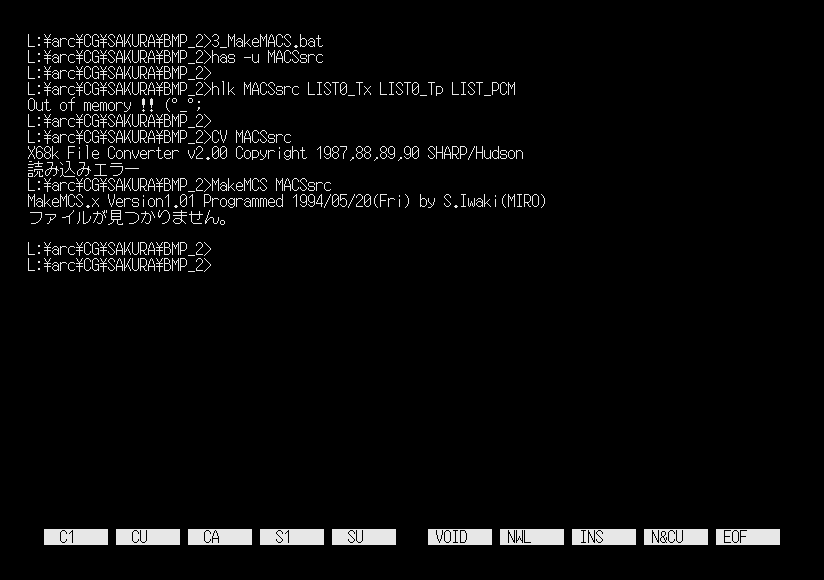 L:¥arc¥CG¥SAKURA¥BMP_2>3_MakeMACS.bat
L:¥arc¥CG¥SAKURA¥BMP_2>has -u MACSsrc
L:¥arc¥CG¥SAKURA¥BMP_2>
L:¥arc¥CG¥SAKURA¥BMP_2>hlk MACSsrc LIST0_Tx LIST0_Tp LIST_PCM
Out of memory !! (°_°;
L:¥arc¥CG¥SAKURA¥BMP_2>
L:¥arc¥CG¥SAKURA¥BMP_2>CV MACSsrc
X68k File Converter v2.00 Copyright 1987,88,89,90 SHARP/Hudson
読み込みエラー
L:¥arc¥CG¥SAKURA¥BMP_2>MakeMCS MACSsrc
MakeMCS.x Version1.01 Programmed 1994/05/20(Fri) by S.Iwaki(MIRO)
ファイルが見つかりません。
L:¥arc¥CG¥SAKURA¥BMP_2>
L:¥arc¥CG¥SAKURA¥BMP_2>
C1 CU CA S1 SU VOID NWL INS N&CU EOF